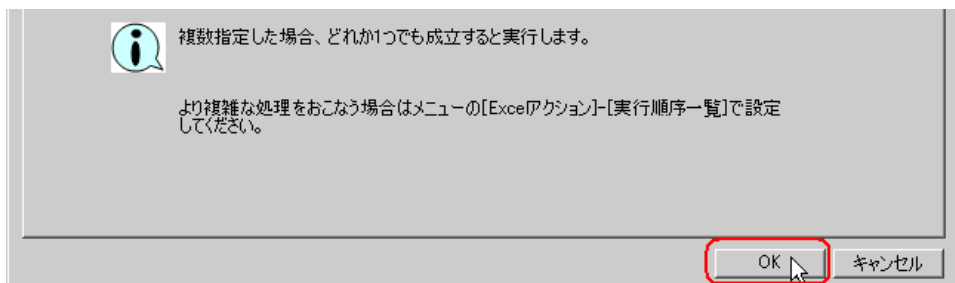 複数指定した場合、どれか1つでも成立すると実行します。
より複雑な処理をおこなう場合はメニューの[Excelアクション]-[実行順序一覧]で設定
してください。
OK
キャンセル